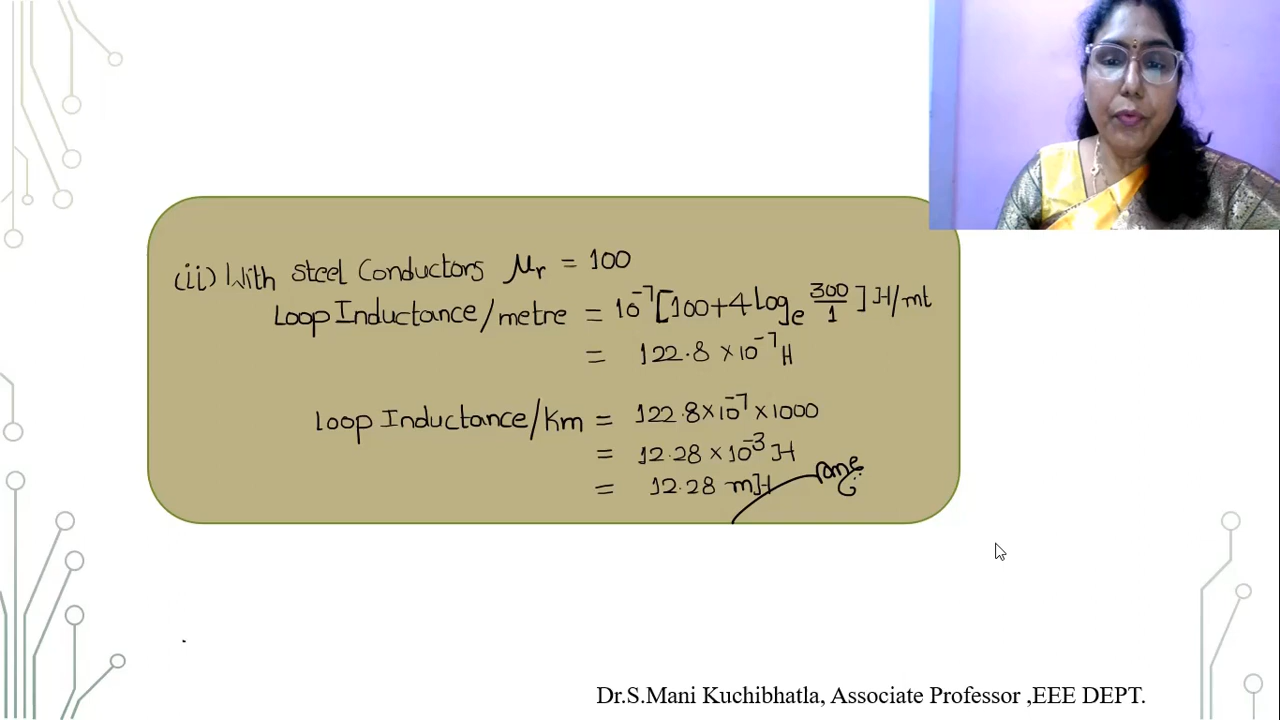 (ii) With Steel Conductors μr = 100
Loop Inductance/metre = 10⁻⁷[100+4 loge 300/1] H/mt
= 122.8 × 10⁻⁷ H
Loop Inductance/Km = 122.8×10⁻⁷ ×1000
= 12.28 × 10⁻³ H
= 12.28 mH
Dr.S.Mani Kuchibhatla, Associate Professor ,EEE DEPT.